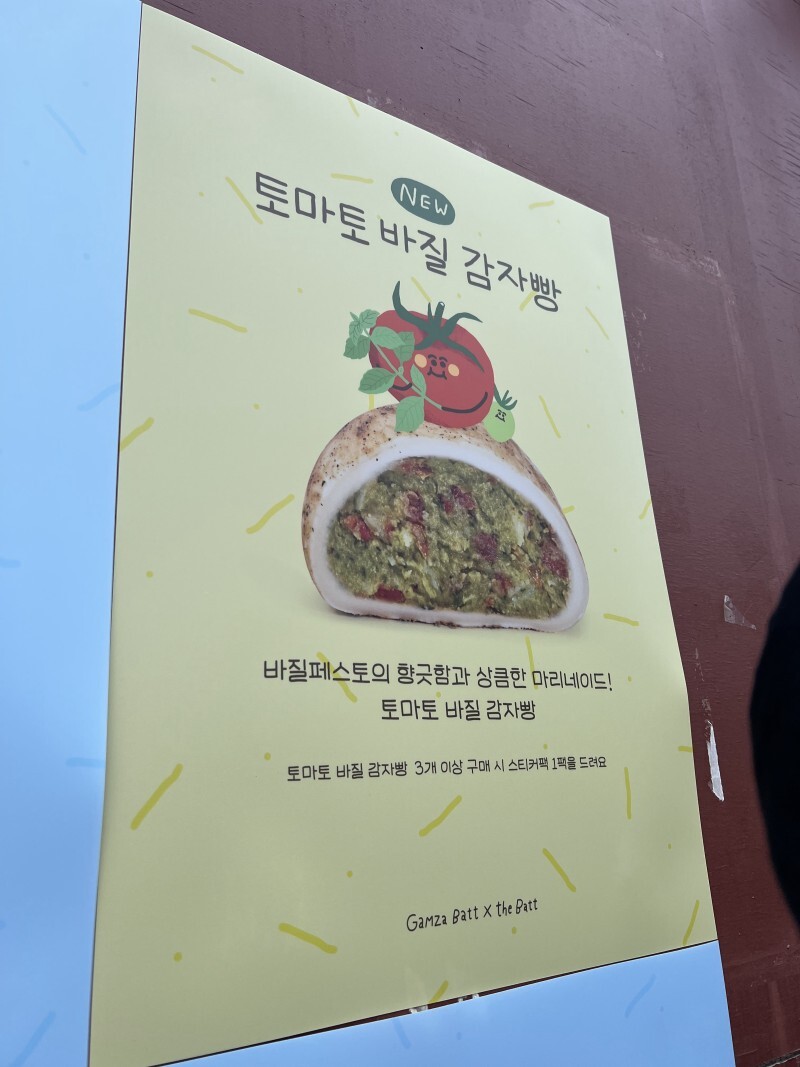 NEW
토마토 바질 감자빵
바질페스토의 향긋함과 상큼한 마리네이드!
토마토 바질 감자빵
토마토 바질 감자빵 3개 이상 구매 시 스티커팩 1팩을 드려요
Gamza Batt X the Batt